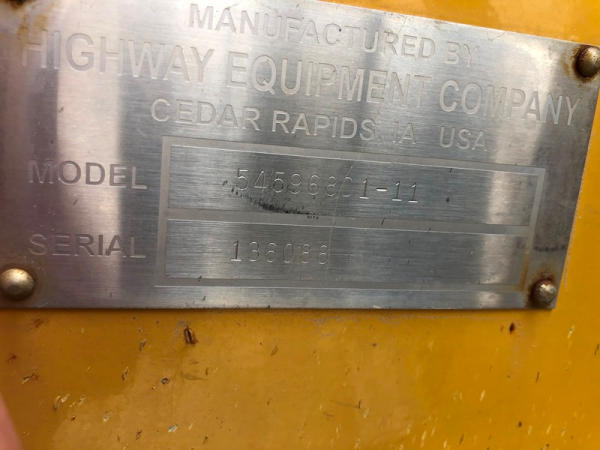 MANUFACTURED BY
HIGHWAY EQUIPMENT COMPANY
CEDAR RAPIDS, IA USA
MODEL
SERIAL